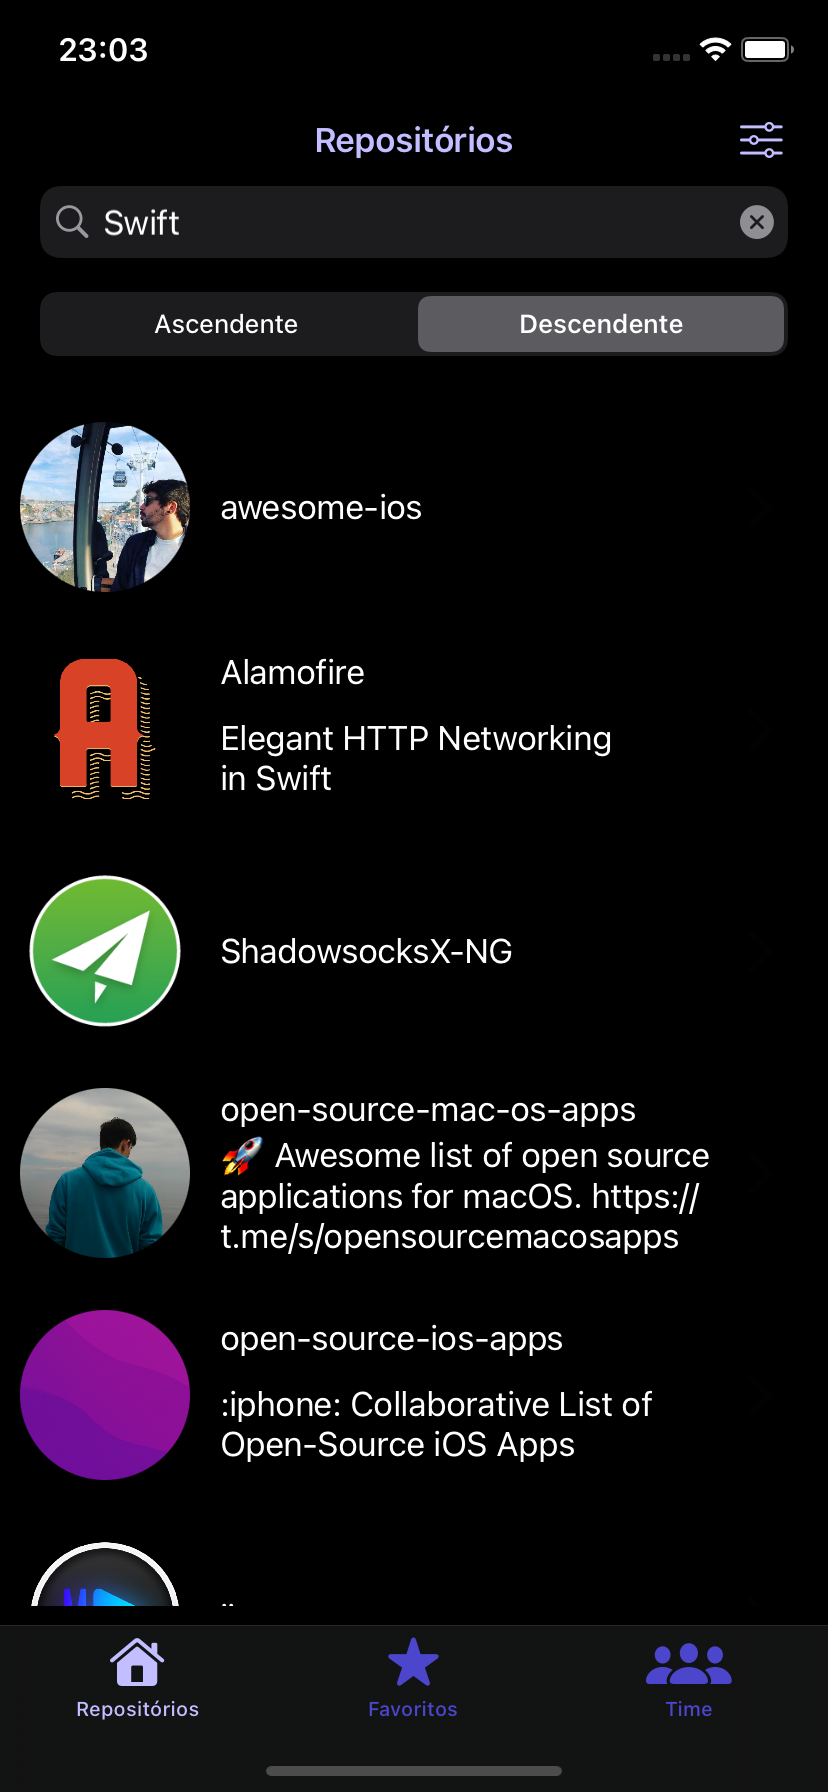 23:03
Repositórios
Swift
Ascendente
Descendente
awesome-ios
Alamofire
Elegant HTTP Networking
in Swift
ShadowsocksX-NG
open-source-mac-os-apps
🚀 Awesome list of open source
applications for macOS. https://
t.me/s/opensourcemacosapps
open-source-ios-apps
:iphone: Collaborative List of
Open-Source iOS Apps
Repositórios
Favoritos
Time